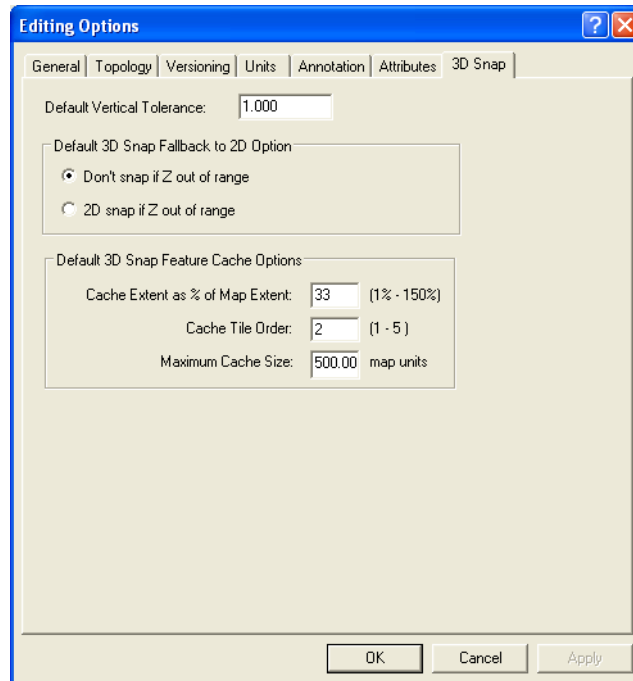 Editing Options
General Topology Versioning Units Annotation Attributes 3D Snap
Default Vertical Tolerance: 1.000
Default 3D Snap Fallback to 2D Option
Don't snap if Z out of range
2D snap if Z out of range
Default 3D Snap Feature Cache Options
Cache Extent as % of Map Extent: 33 (1% - 150%)
Cache Tile Order: 2 (1 - 5 )
Maximum Cache Size: 500.00 map units
OK Cancel Apply